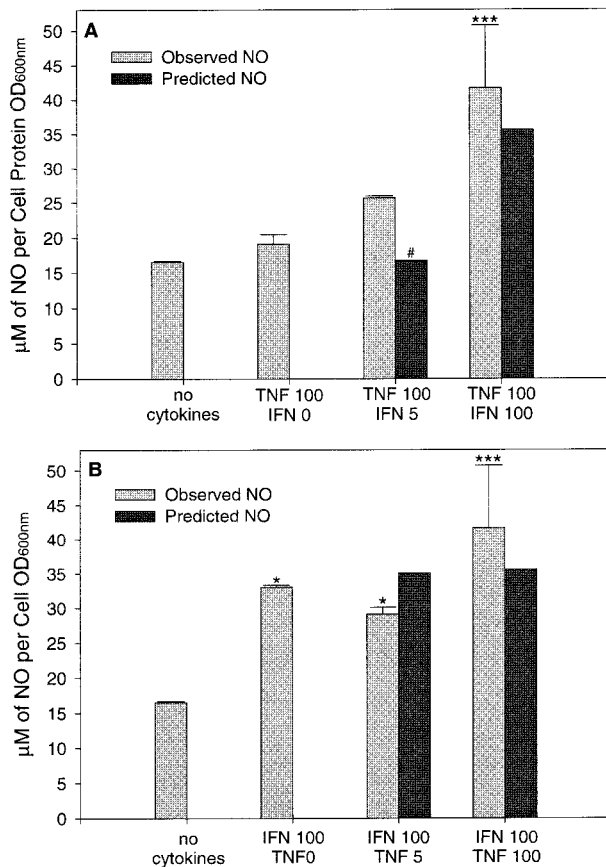 A
Observed NO
Predicted NO
***
#
µM of NO per Cell Protein OD600nm
50
45
40
35
30
25
20
15
10
5
0
no cytokines
TNF 100 IFN 0
TNF 100 IFN 5
TNF 100 IFN 100
B
Observed NO
Predicted NO
***
*
*
µM of NO per Cell OD600nm
50
45
40
35
30
25
20
15
10
5
0
no cytokines
IFN 100 TNF0
IFN 100 TNF 5
IFN 100 TNF 100